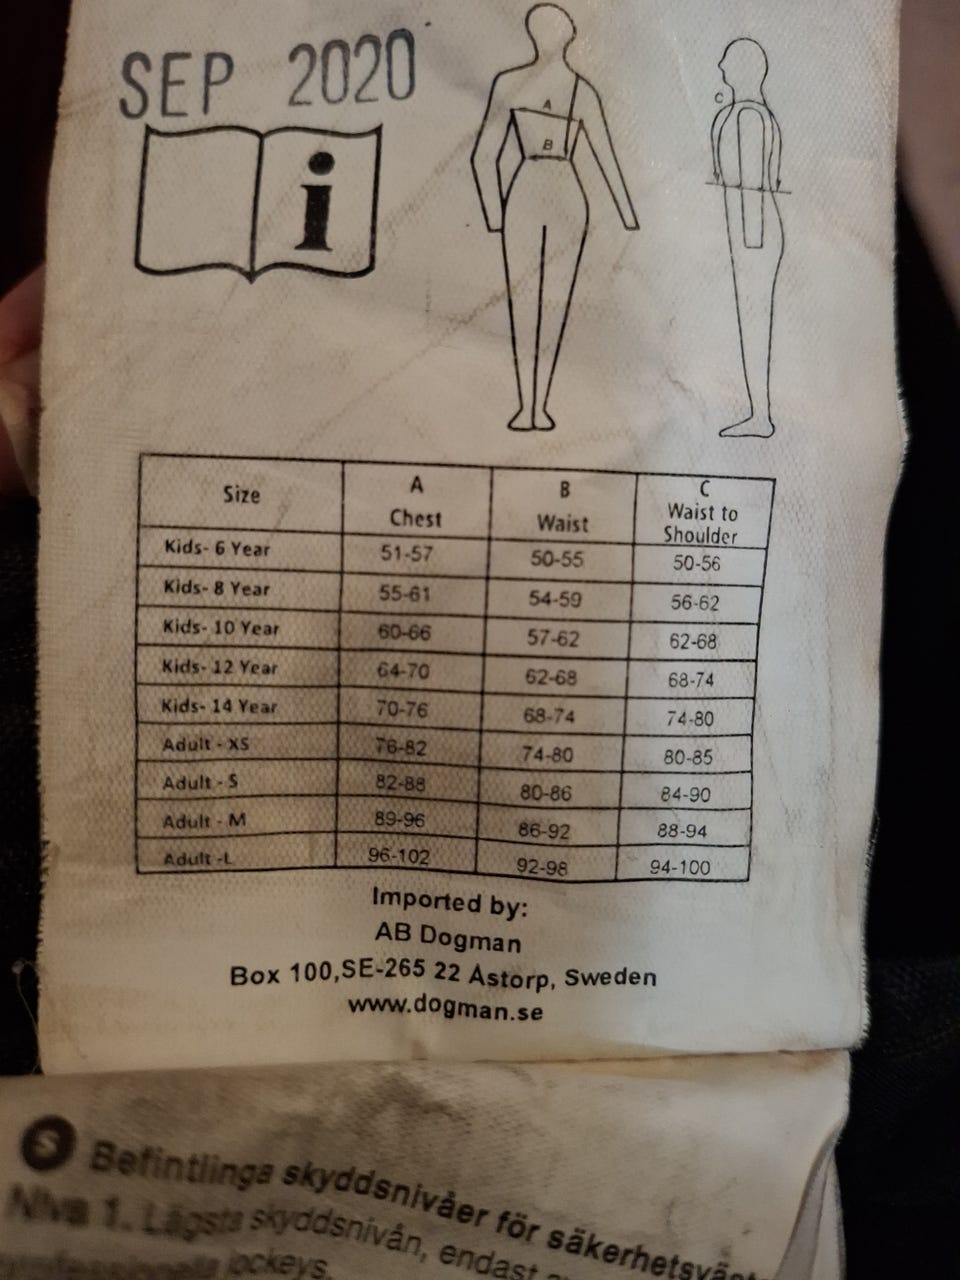 SEP 2020
i
A
B
C
Size A Chest B Waist C Waist to Shoulder
Kids- 6 Year 51-57 50-55 50-56
Kids- 8 Year 55-61 54-59 56-62
Kids- 10 Year 60-66 57-62 62-68
Kids- 12 Year 64-70 62-68 68-74
Kids- 14 Year 70-76 68-74 74-80
Adult - XS 76-82 74-80 80-85
Adult - S 82-88 80-86 84-90
Adult - M 89-96 86-92 88-94
Adult -L 96-102 92-98 94-100
Imported by:
AB Dogman
Box 100,SE-265 22 Åstorp, Sweden
www.dogman.se
S Befintlinga skyddsnivåer för säkerhetsväst
Nivå 1. Lägsta skyddsnivån, endast
jockeys.